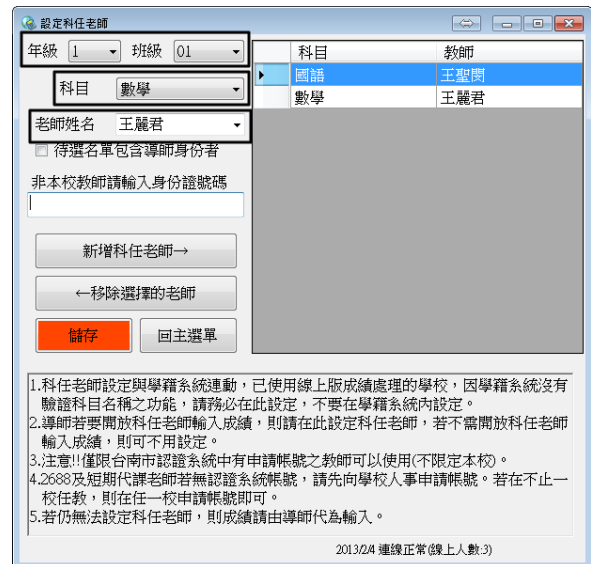 設定科任老師
年級 1 班級 01
科目 數學
老師姓名 王麗君
待選名單包含導師身份者
非本校教師請輸入身份證號碼
新增科任老師→
←移除選擇的老師
儲存 回主選單
科目 教師
國語 王聖閔
數學 王麗君
1.科任老師設定與學籍系統連動，已使用線上版成績處理的學校，因學籍系統沒有
驗證科目名稱之功能，請務必在此設定，不要在學籍系統內設定。
2.導師若要開放科任老師輸入成績，則請在此設定科任老師，若不需開放科任老師
輸入成績，則可不用設定。
3.注意!!僅限台南市認證系統中有申請帳號之教師可以使用(不限定本校)。
4.2688及短期代課老師若無認證系統帳號，請先向學校人事申請帳號。若在不止一
校任教，則在任一校申請帳號即可。
5.若仍無法設定科任老師，則成績請由導師代為輸入。
2013/2/4 連線正常(線上人數:3)